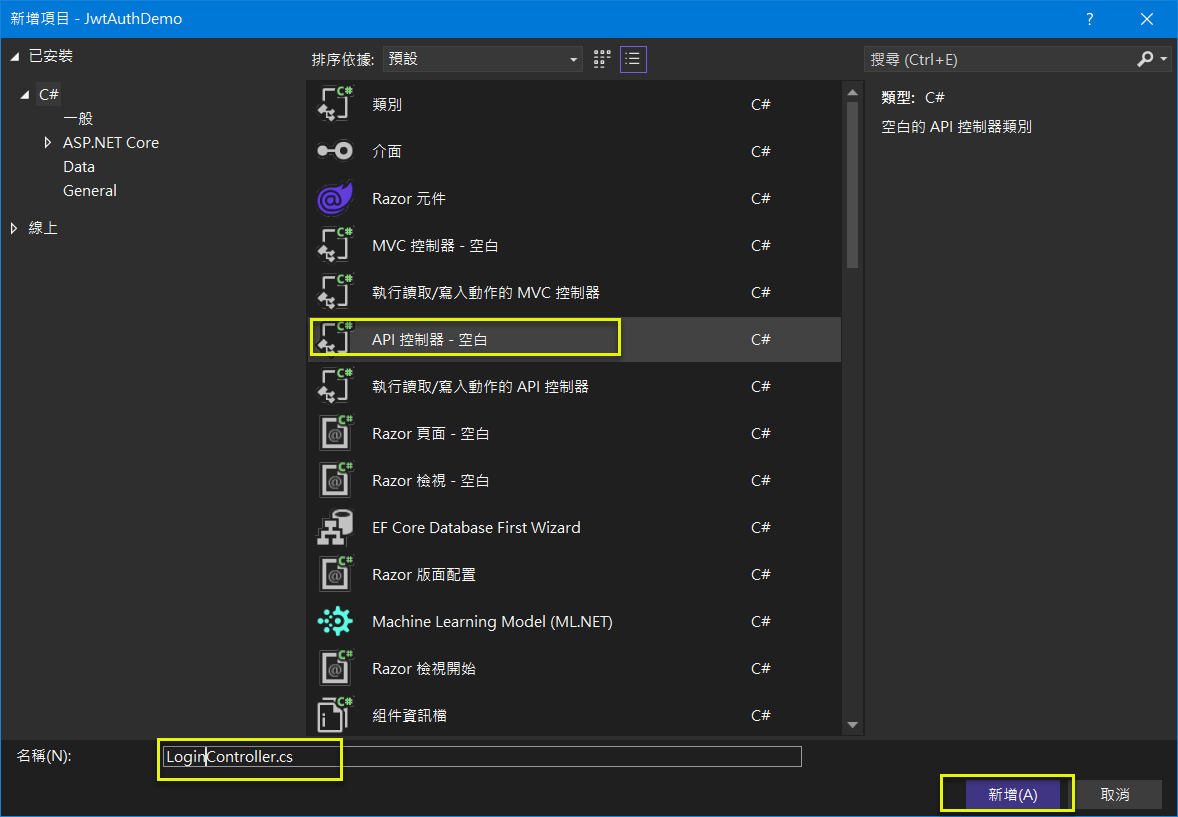 新增項目 - JwtAuthDemo
?
已安裝
C#
一般
ASP.NET Core
Data
General
線上
排序依據: 預設
類別 C#
介面 C#
Razor 元件 C#
MVC 控制器 - 空白 C#
執行讀取/寫入動作的 MVC 控制器 C#
API 控制器 - 空白 C#
執行讀取/寫入動作的 API 控制器 C#
Razor 頁面 - 空白 C#
Razor 檢視 - 空白 C#
EF Core Database First Wizard C#
Razor 版面配置 C#
Machine Learning Model (ML.NET) C#
Razor 檢視開始 C#
組件資訊檔 C#
搜尋 (Ctrl+E)
類型: C#
空白的 API 控制器類別
名稱(N): LoginController.cs
新增(A) 取消